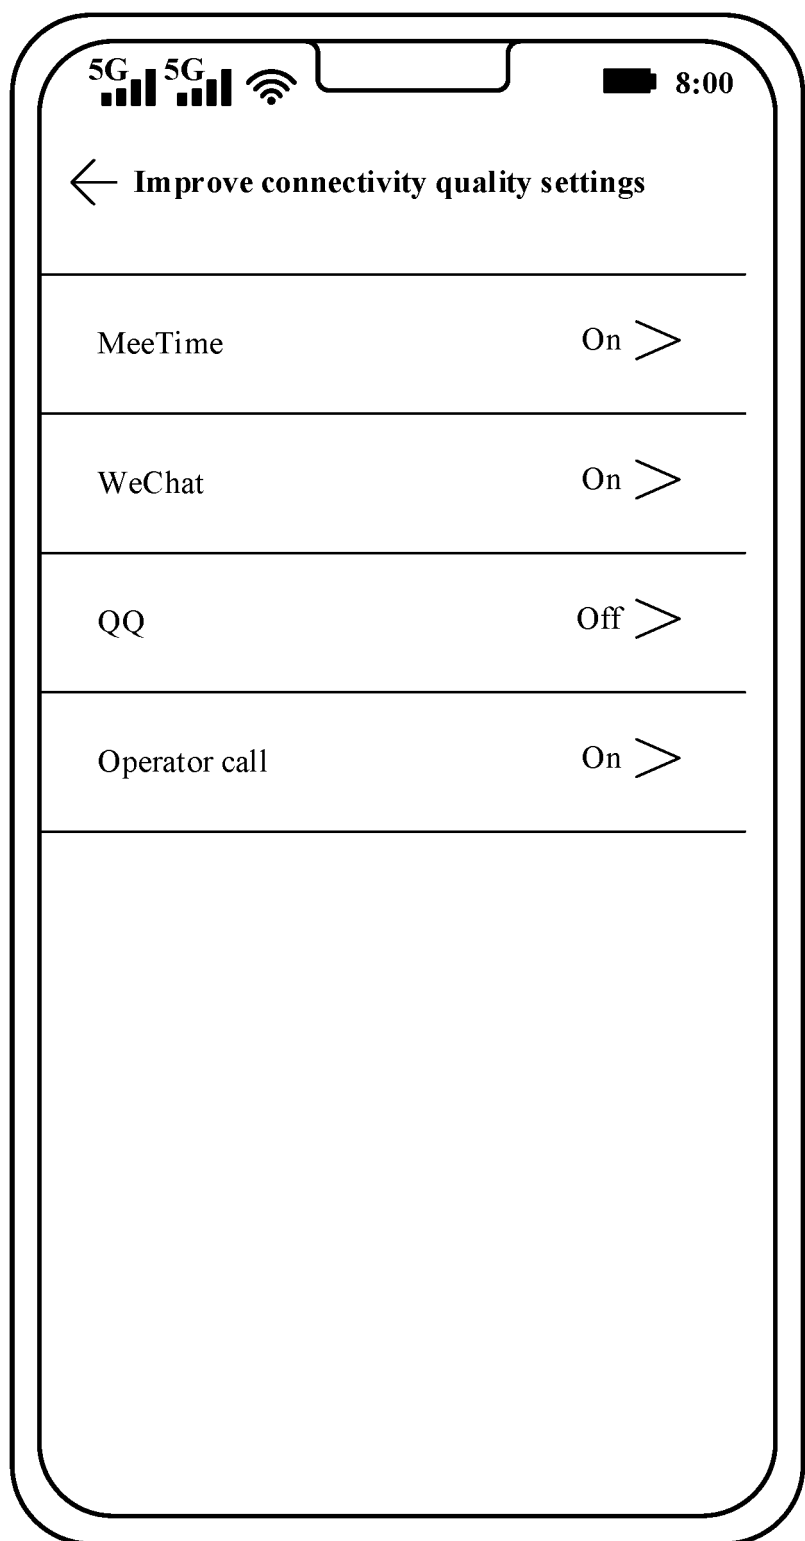 5G 5G 8:00
Improve connectivity quality settings
MeeTime On
WeChat On
QQ Off
Operator call On